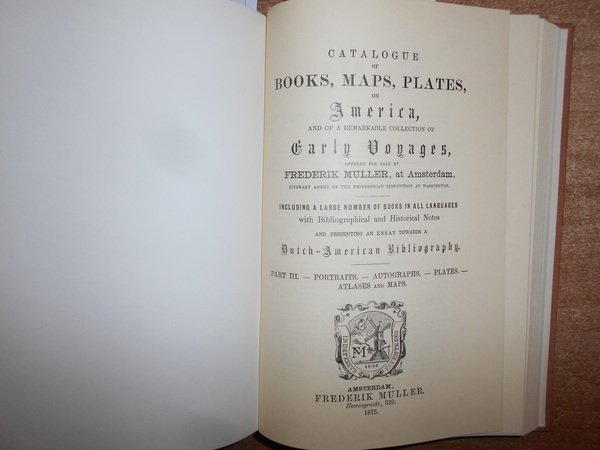 CATALOGUE
OF
BOOKS, MAPS, PLATES,
ON
America,
AND OF A REMARKABLE COLLECTION OF
Early Voyages,
OFFERED FOR SALE BY
FREDERIK MULLER, at Amsterdam,
LITERARY AGENT OF THE SMITHSONIAN INSTITUTION AT WASHINGTON.
INCLUDING A LARGE NUMBER OF BOOKS IN ALL LANGUAGES
with Bibliographical and Historical Notes
AND PRESENTING AN ESSAY TOWARDS A
Dutch-American Bibliography.
PART III. — PORTRAITS. — AUTOGRAPHS. — PLATES. —
ATLASES AND MAPS.
FM
1843
AMSTERDAM,
FREDERIK MULLER.
Heerengracht, 329.
1875.